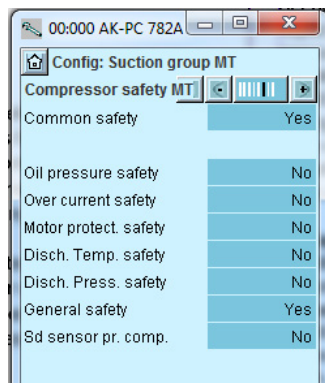 00:000 AK-PC 782A
Config: Suction group MT
Compressor safety MT
Common safety Yes
Oil pressure safety No
Over current safety No
Motor protect. safety No
Disch. Temp. safety No
Disch. Press. safety No
General safety Yes
Sd sensor pr. comp. No